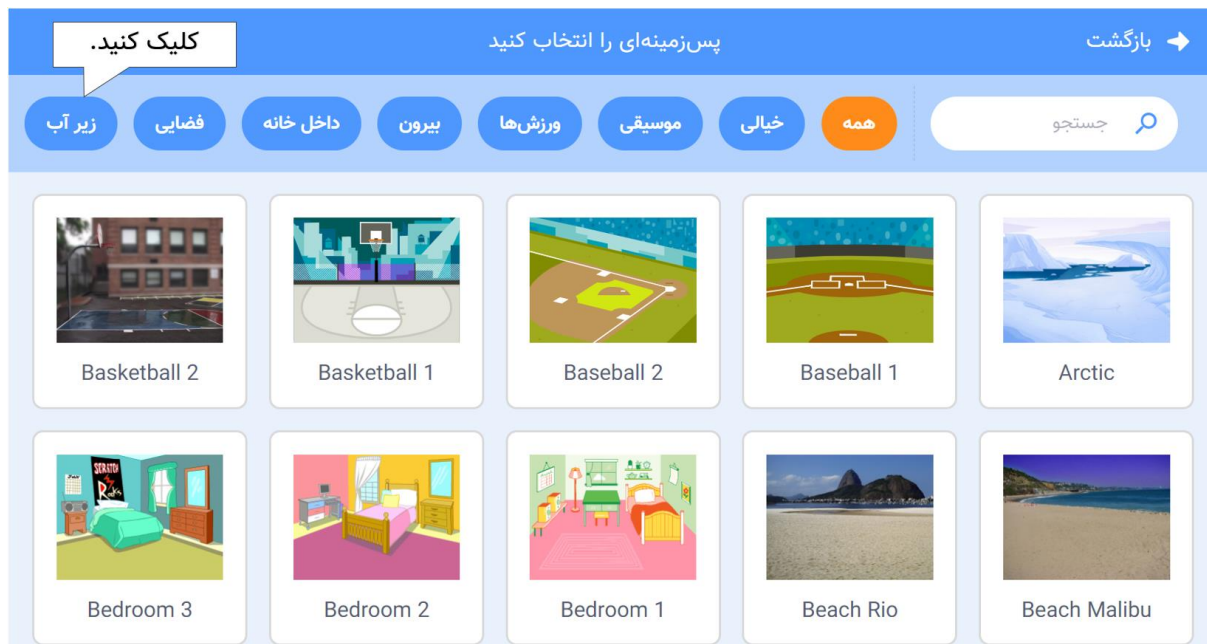 بازگشت
پس‌زمینه‌ای را انتخاب کنید
کلیک کنید.
جستجو
همه
خیالی
موسیقی
ورزش‌ها
بیرون
داخل خانه
فضایی
زیر آب
Arctic
Baseball 1
Baseball 2
Basketball 1
Basketball 2
SCRATCH
Rocks
Beach Malibu
Beach Rio
Bedroom 1
Bedroom 2
Bedroom 3